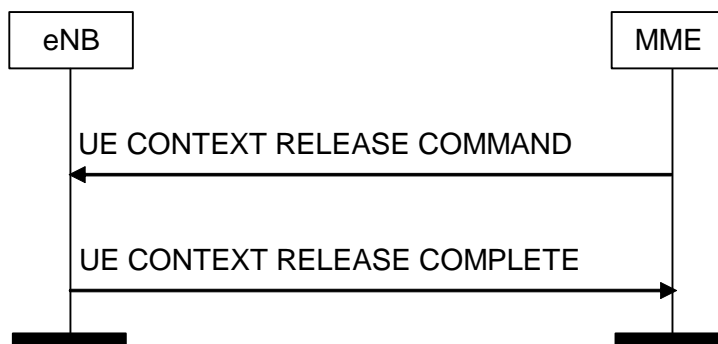 eNB
MME
UE CONTEXT RELEASE COMMAND
UE CONTEXT RELEASE COMPLETE